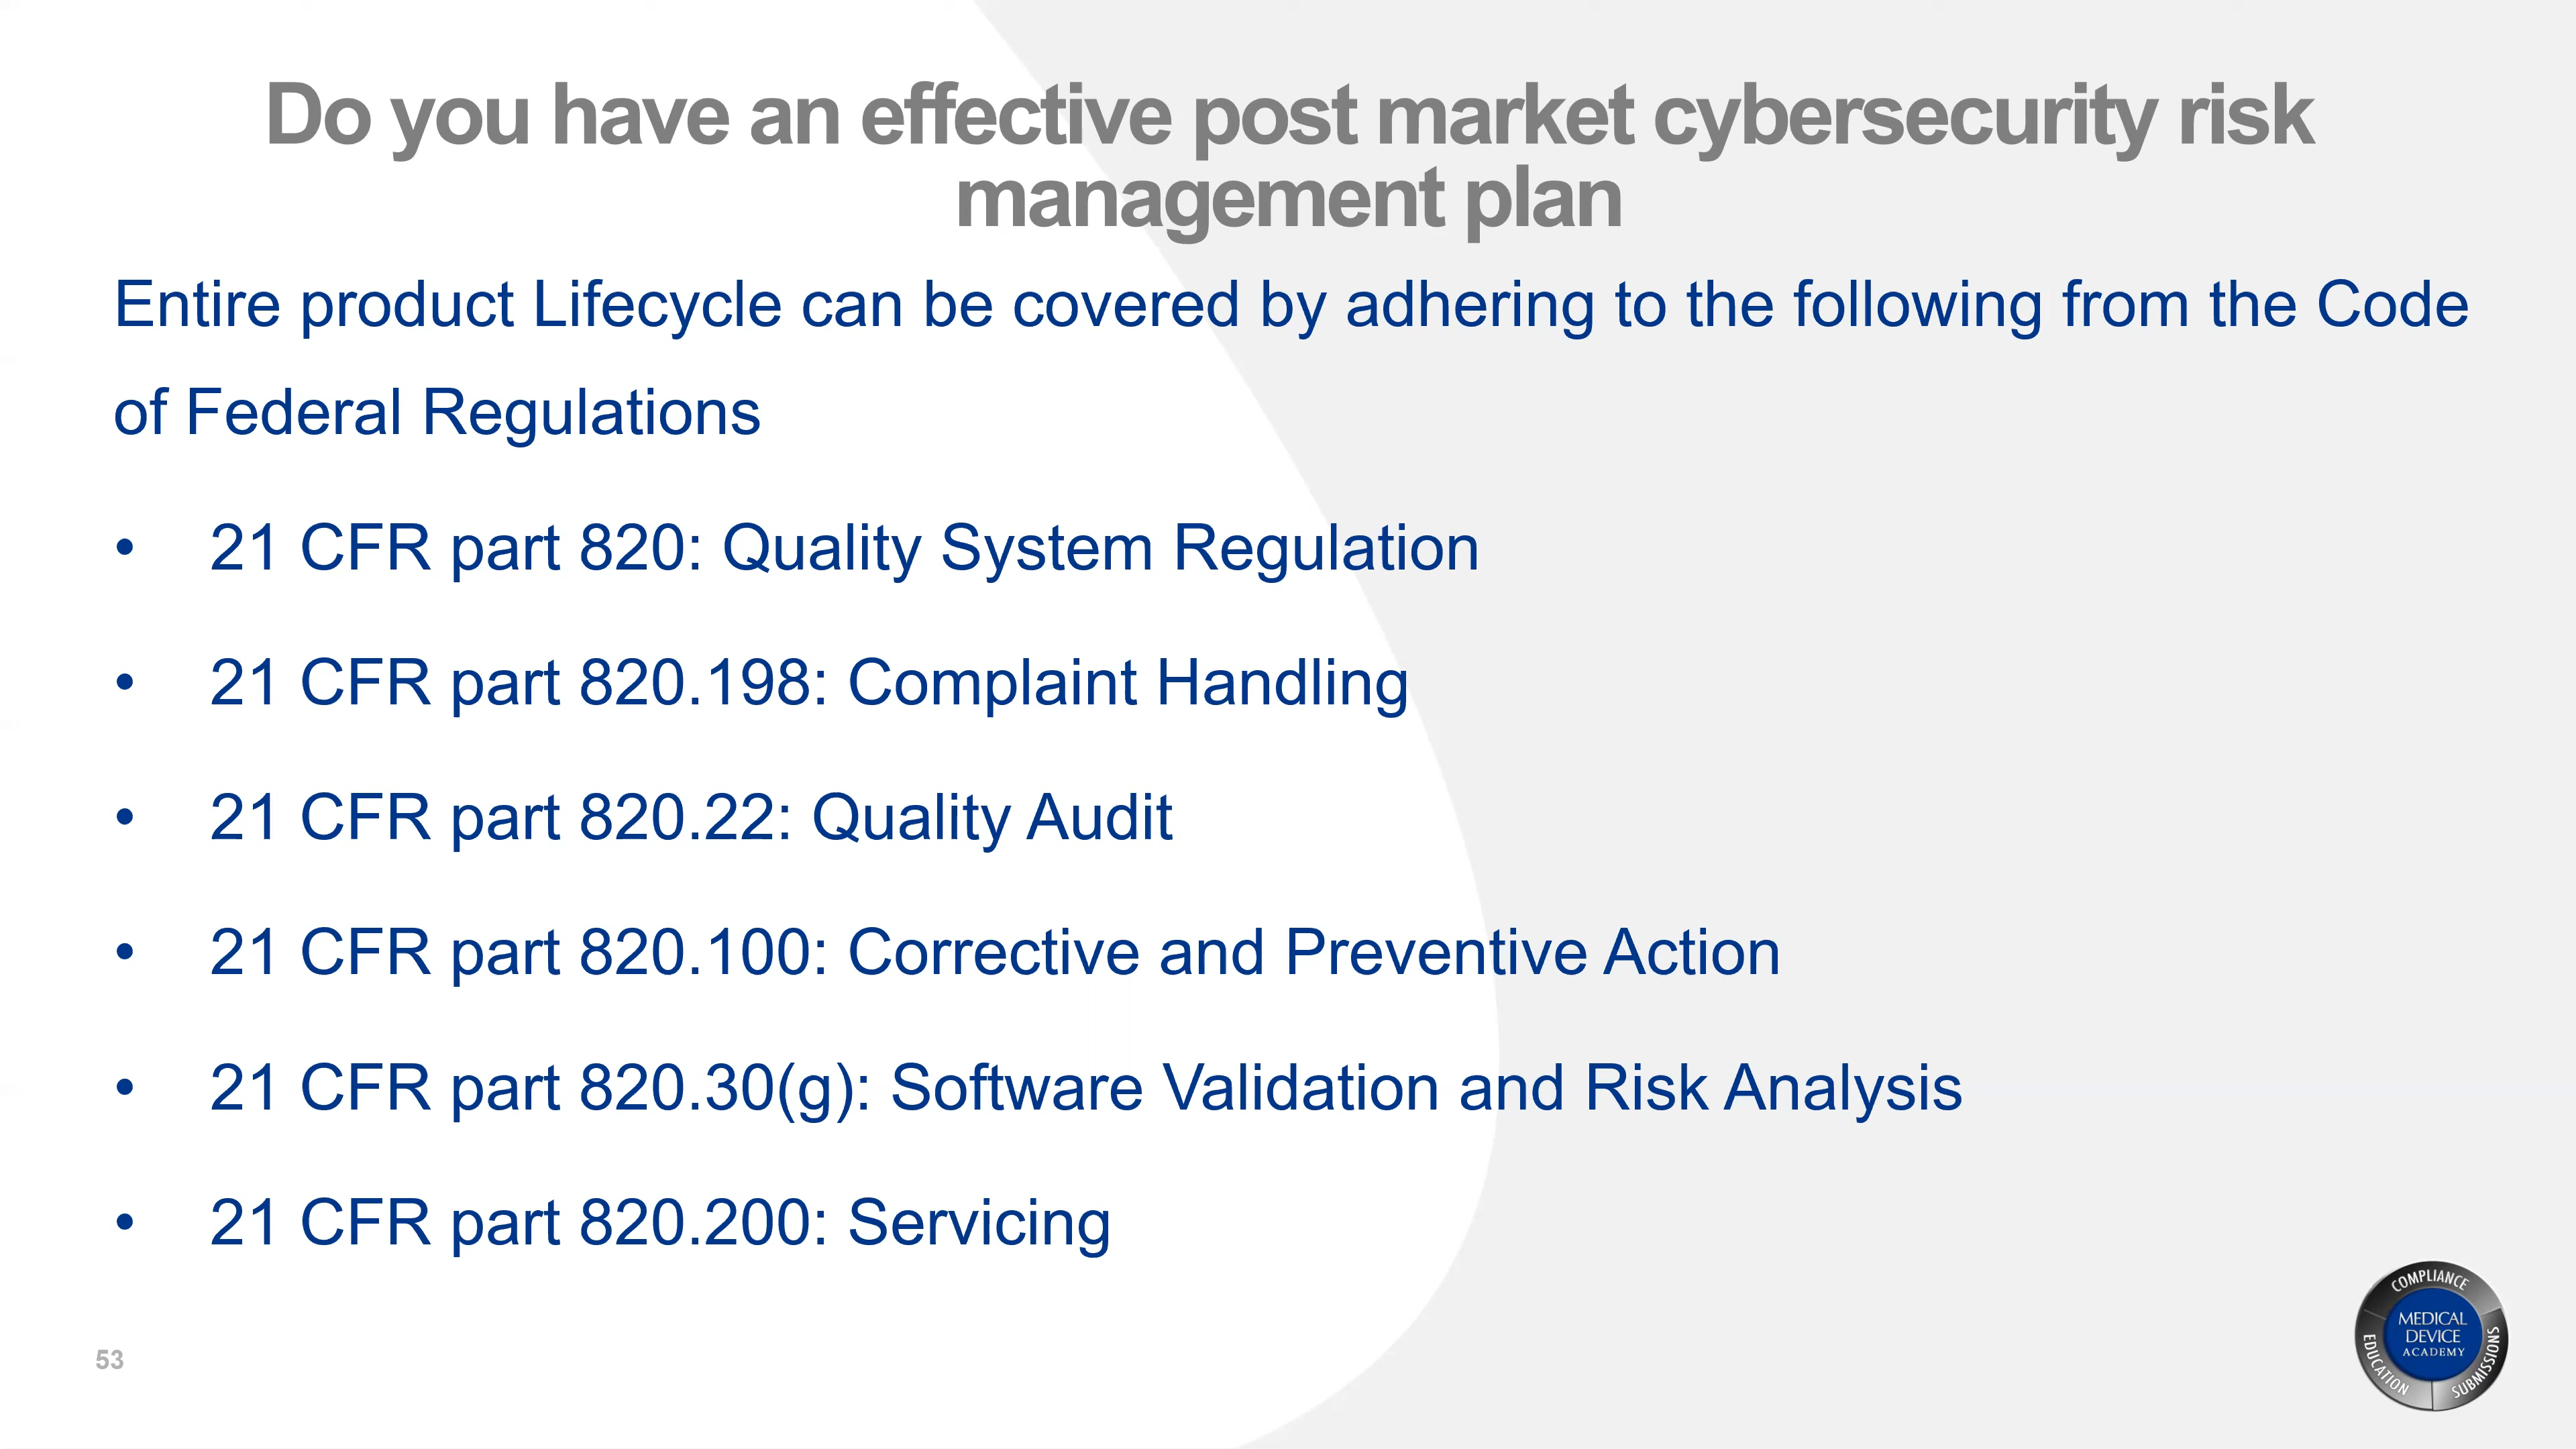 Do you have an effective post market cybersecurity risk
management plan
Entire product Lifecycle can be covered by adhering to the following from the Code
of Federal Regulations
• 21 CFR part 820: Quality System Regulation
• 21 CFR part 820.198: Complaint Handling
• 21 CFR part 820.22: Quality Audit
• 21 CFR part 820.100: Corrective and Preventive Action
• 21 CFR part 820.30(g): Software Validation and Risk Analysis
• 21 CFR part 820.200: Servicing
53
COMPLIANCE
MEDICAL
DEVICE
ACADEMY
EDUCATION
SUBMISSIONS